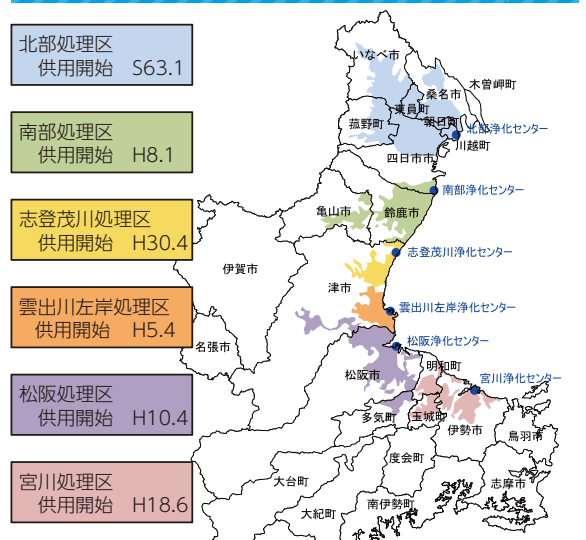 北部処理区
供用開始 S63.1
南部処理区
供用開始 H8.1
志登茂川処理区
供用開始 H30.4
雲出川左岸処理区
供用開始 H5.4
松阪処理区
供用開始 H10.4
宮川処理区
供用開始 H18.6
いなべ市
木曽岬町
桑名市
東員町
朝日町
菰野町
北部浄化センター
川越町
四日市市
南部浄化センター
亀山市
鈴鹿市
志登茂川浄化センター
伊賀市
津市
雲出川左岸浄化センター
名張市
松阪浄化センター
明和町
松阪市
宮川浄化センター
多気町
玉城町
伊勢市
鳥羽市
度会町
大台町
志摩市
南伊勢町
大紀町